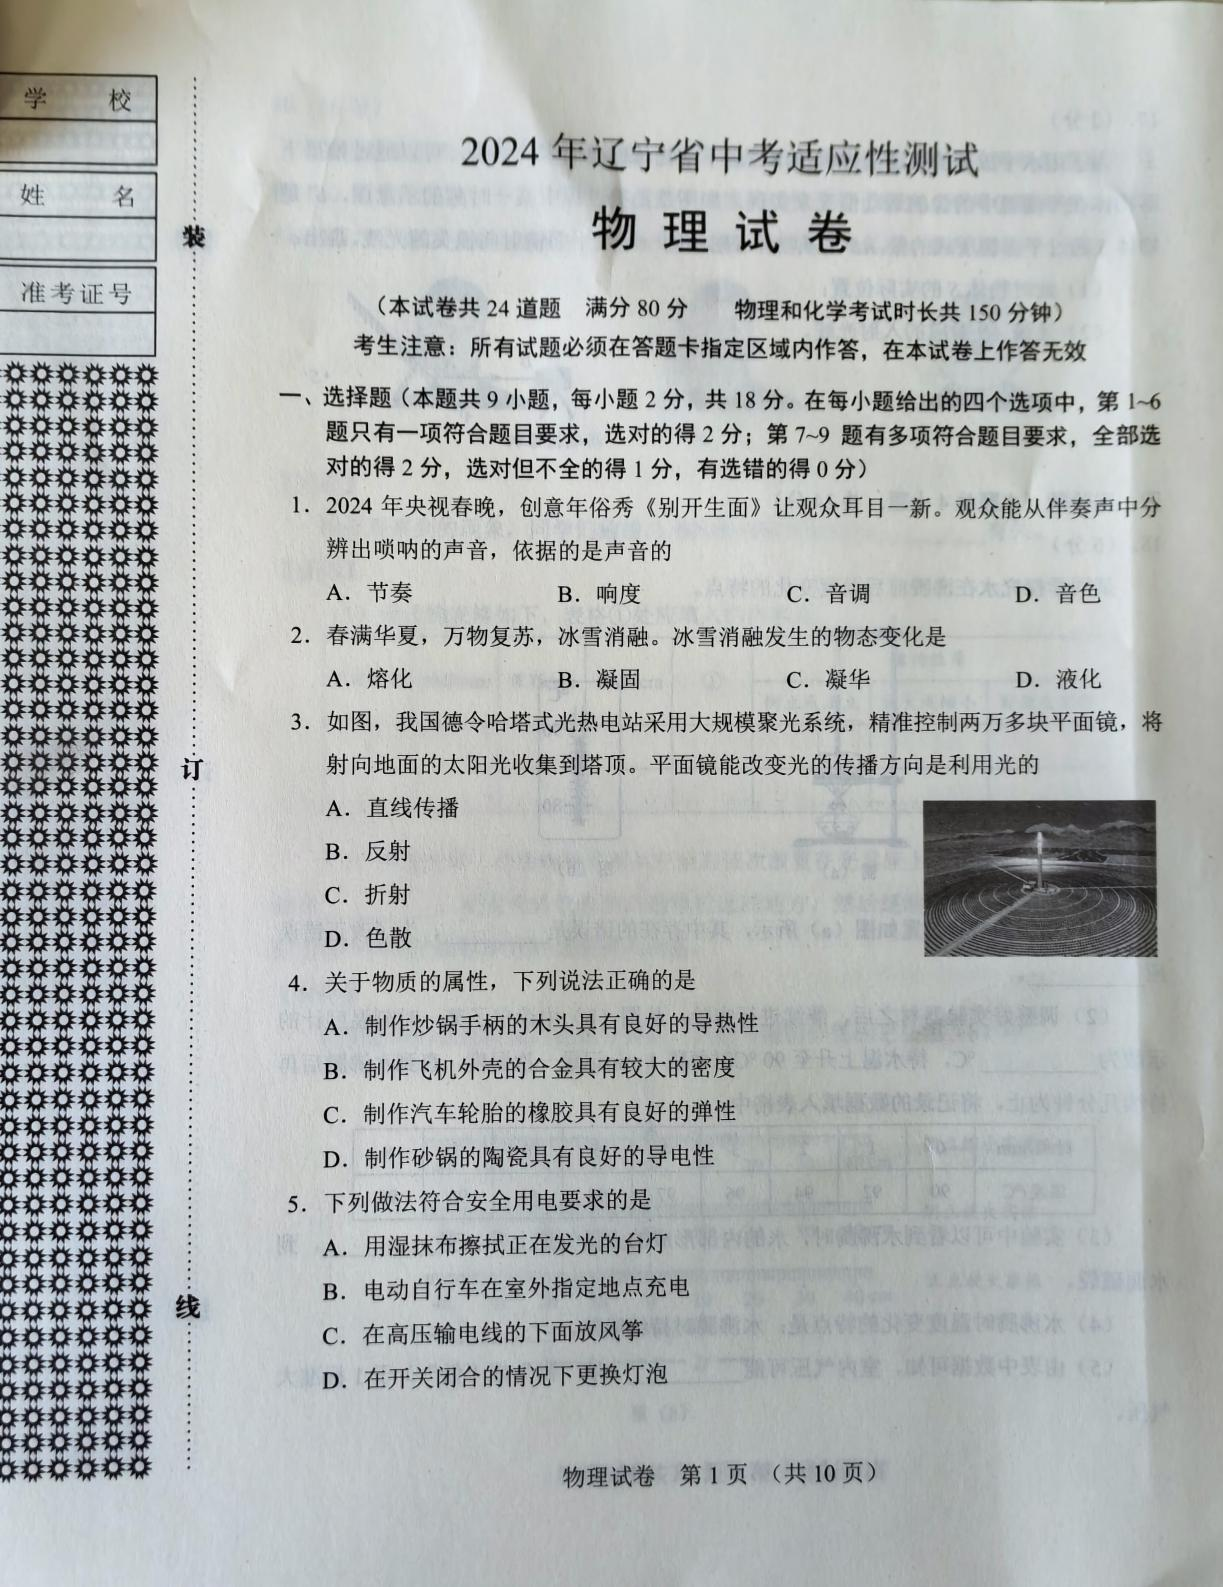 学 校
姓 名
准考证号
装
订
线
2024 年辽宁省中考适应性测试
物 理 试 卷
（本试卷共 24 道题 满分 80 分 物理和化学考试时长共 150 分钟）
考生注意：所有试题必须在答题卡指定区域内作答，在本试卷上作答无效
一、选择题（本题共 9 小题，每小题 2 分，共 18 分。在每小题给出的四个选项中，第 1~6
题只有一项符合题目要求，选对的得 2 分；第 7~9 题有多项符合题目要求，全部选
对的得 2 分，选对但不全的得 1 分，有选错的得 0 分）
1．2024 年央视春晚，创意年俗秀《别开生面》让观众耳目一新。观众能从伴奏声中分
辨出唢呐的声音，依据的是声音的
A．节奏 B．响度 C．音调 D．音色
2．春满华夏，万物复苏，冰雪消融。冰雪消融发生的物态变化是
A．熔化 B．凝固 C．凝华 D．液化
3．如图，我国德令哈塔式光热电站采用大规模聚光系统，精准控制两万多块平面镜，将
射向地面的太阳光收集到塔顶。平面镜能改变光的传播方向是利用光的
A．直线传播
B．反射
C．折射
D．色散
4．关于物质的属性，下列说法正确的是
A．制作炒锅手柄的木头具有良好的导热性
B．制作飞机外壳的合金具有较大的密度
C．制作汽车轮胎的橡胶具有良好的弹性
D．制作砂锅的陶瓷具有良好的导电性
5．下列做法符合安全用电要求的是
A．用湿抹布擦拭正在发光的台灯
B．电动自行车在室外指定地点充电
C．在高压输电线的下面放风筝
D．在开关闭合的情况下更换灯泡
物理试卷 第 1 页 （共 10 页）